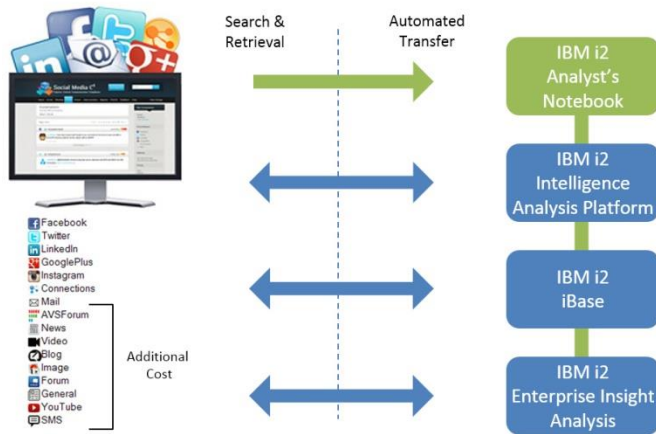 Search &
Retrieval
Automated
Transfer
Social Media C
IBM i2
Analyst's
Notebook
IBM i2
Intelligence
Analysis Platform
IBM i2
iBase
IBM i2
Enterprise Insight
Analysis
Facebook
Twitter
LinkedIn
GooglePlus
Instagram
Connections
Mail
AVSForum
News
Video
Blog
Image
Forum
General
YouTube
SMS
Additional
Cost